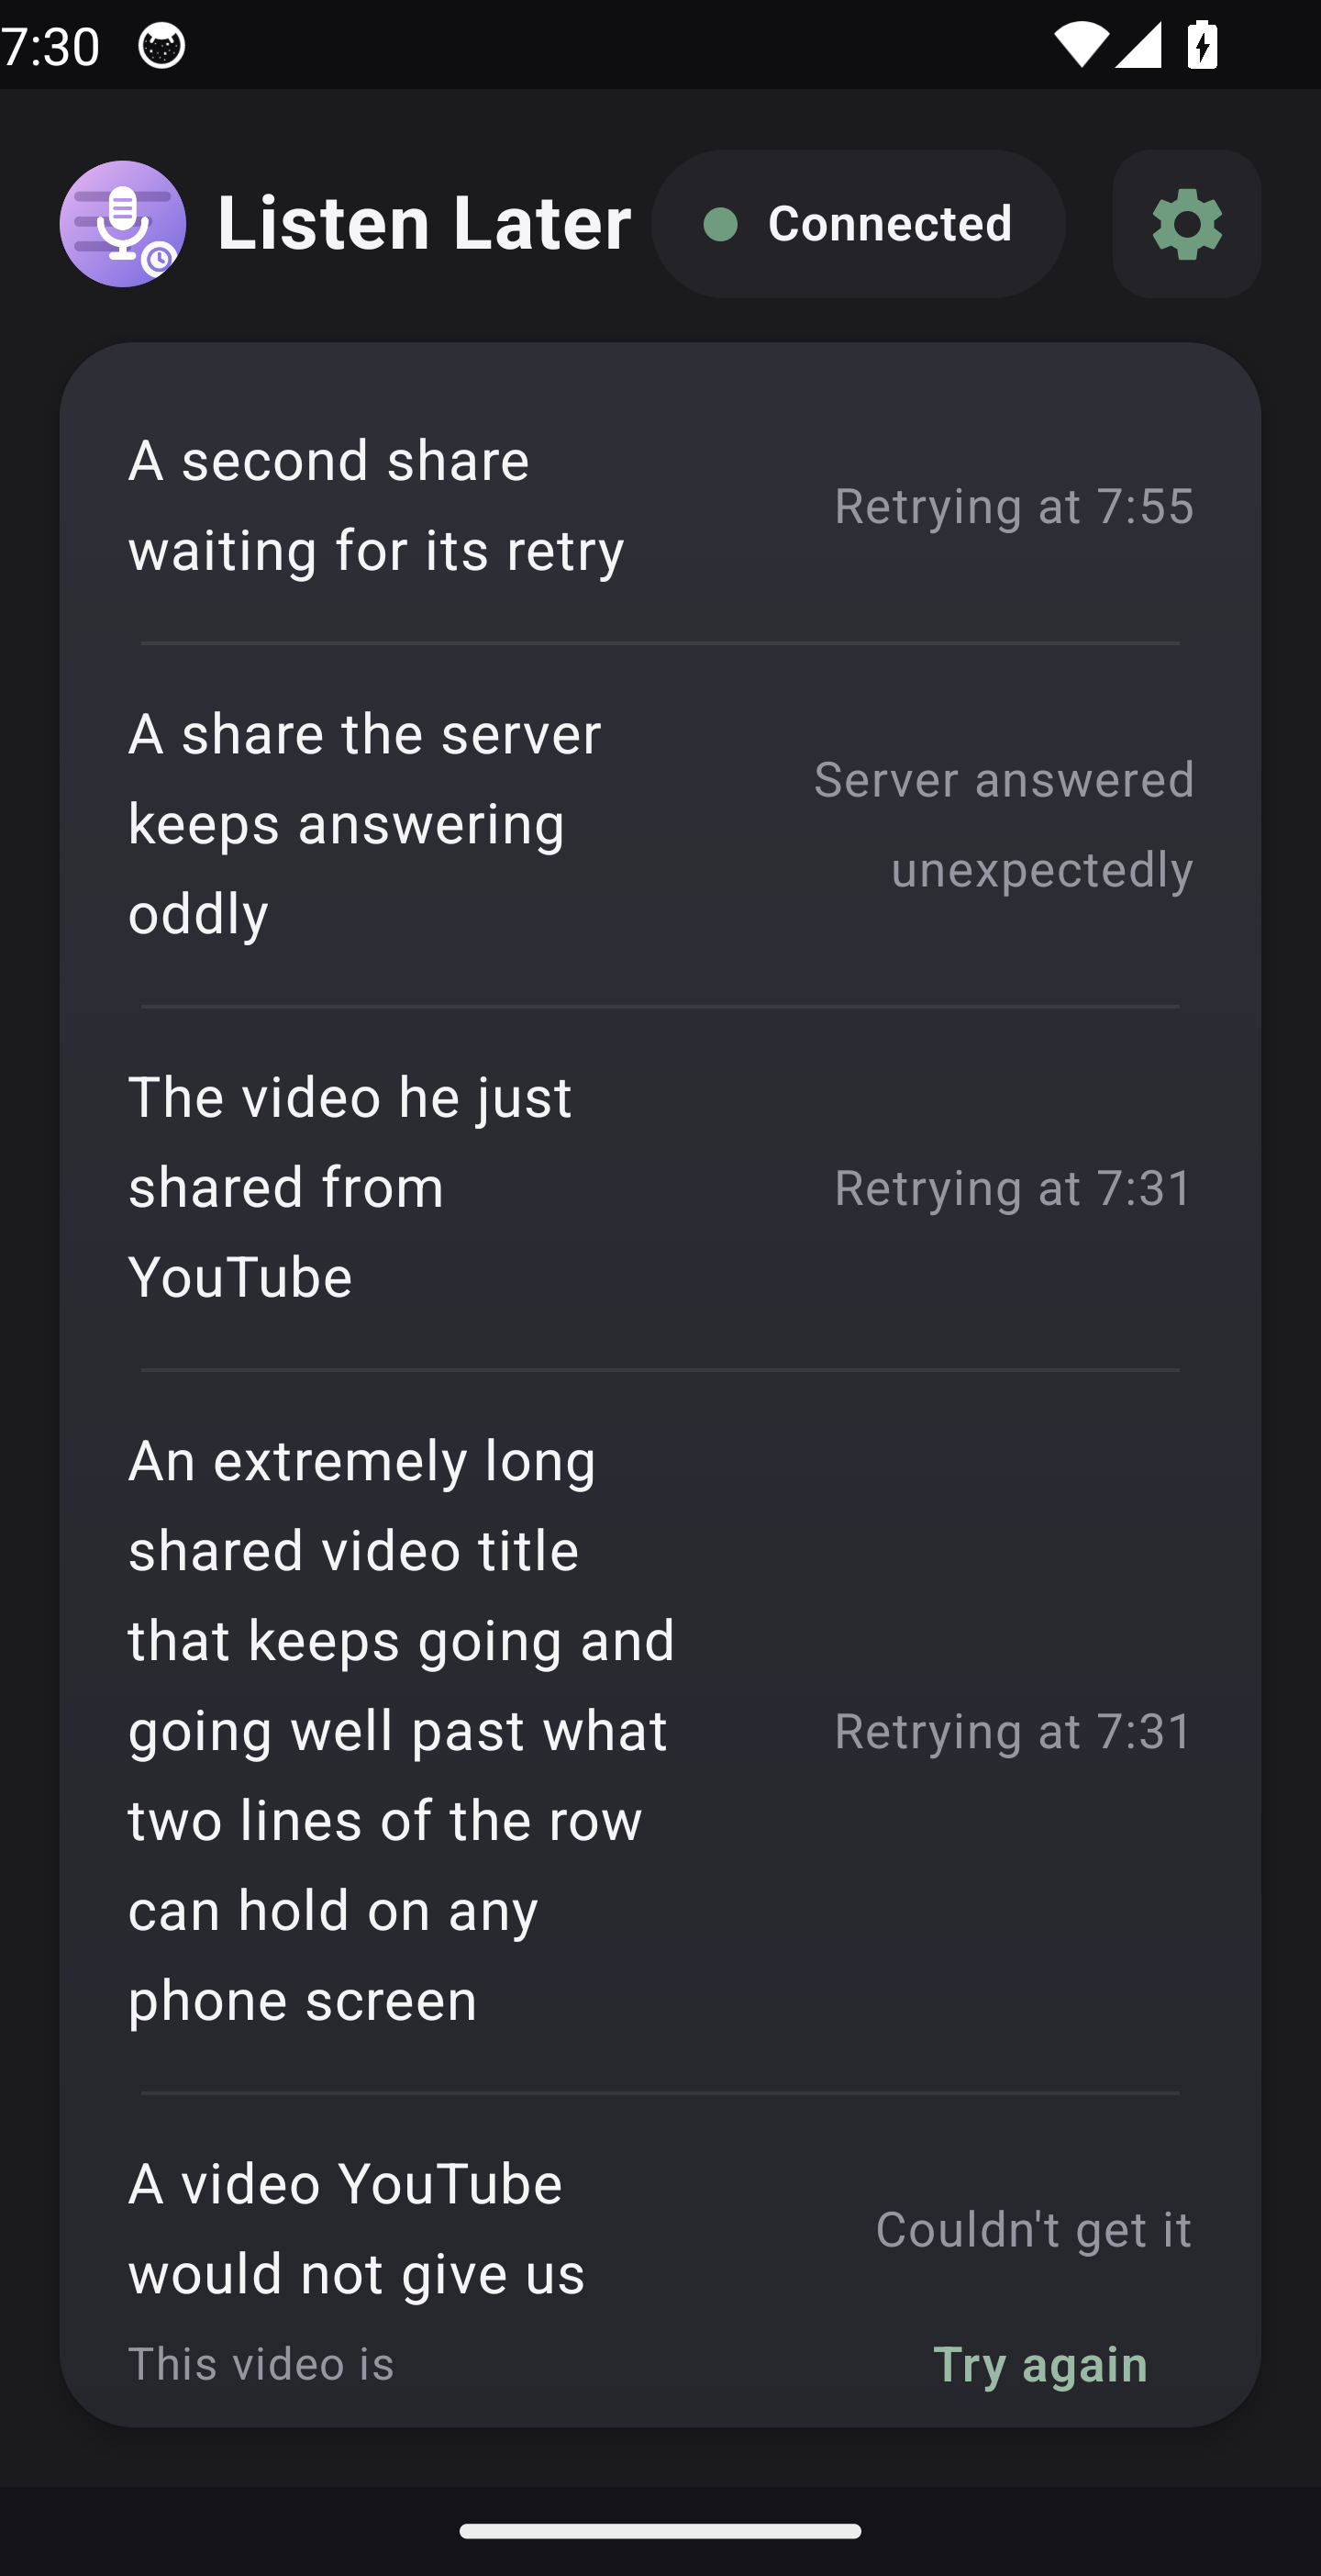 7:30
Listen Later
Connected
A second share
waiting for its retry
Retrying at 7:55
A share the server
keeps answering
oddly
Server answered
unexpectedly
The video he just
shared from
YouTube
Retrying at 7:31
An extremely long
shared video title
that keeps going and
going well past what
two lines of the row
can hold on any
phone screen
Retrying at 7:31
A video YouTube
would not give us
Couldn't get it
This video is
Try again